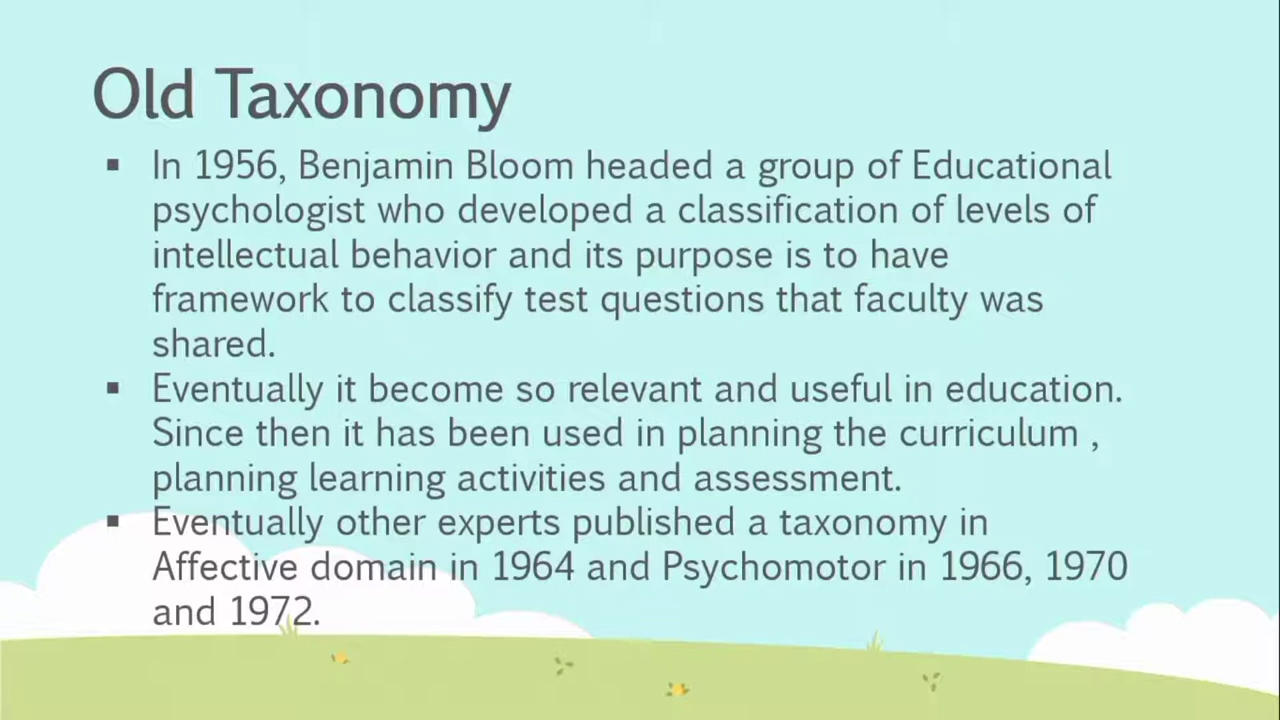 Old Taxonomy
▪ In 1956, Benjamin Bloom headed a group of Educational
psychologist who developed a classification of levels of
intellectual behavior and its purpose is to have
framework to classify test questions that faculty was
shared.
▪ Eventually it become so relevant and useful in education.
Since then it has been used in planning the curriculum ,
planning learning activities and assessment.
▪ Eventually other experts published a taxonomy in
Affective domain in 1964 and Psychomotor in 1966, 1970
and 1972.